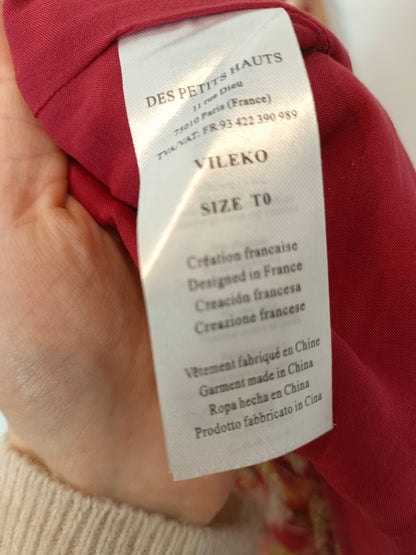 DES PETITS HAUTS
11 rue Dieu
75010 Paris (France)
TVA/VAT: FR 93 422 390 989
VILEKO
SIZE T0
Création francaise
Designed in France
Creación francesa
Creazione francese
Vêtement fabriqué en Chine
Garment made in China
Ropa hecha en China
Prodotto fabbricato in Cina